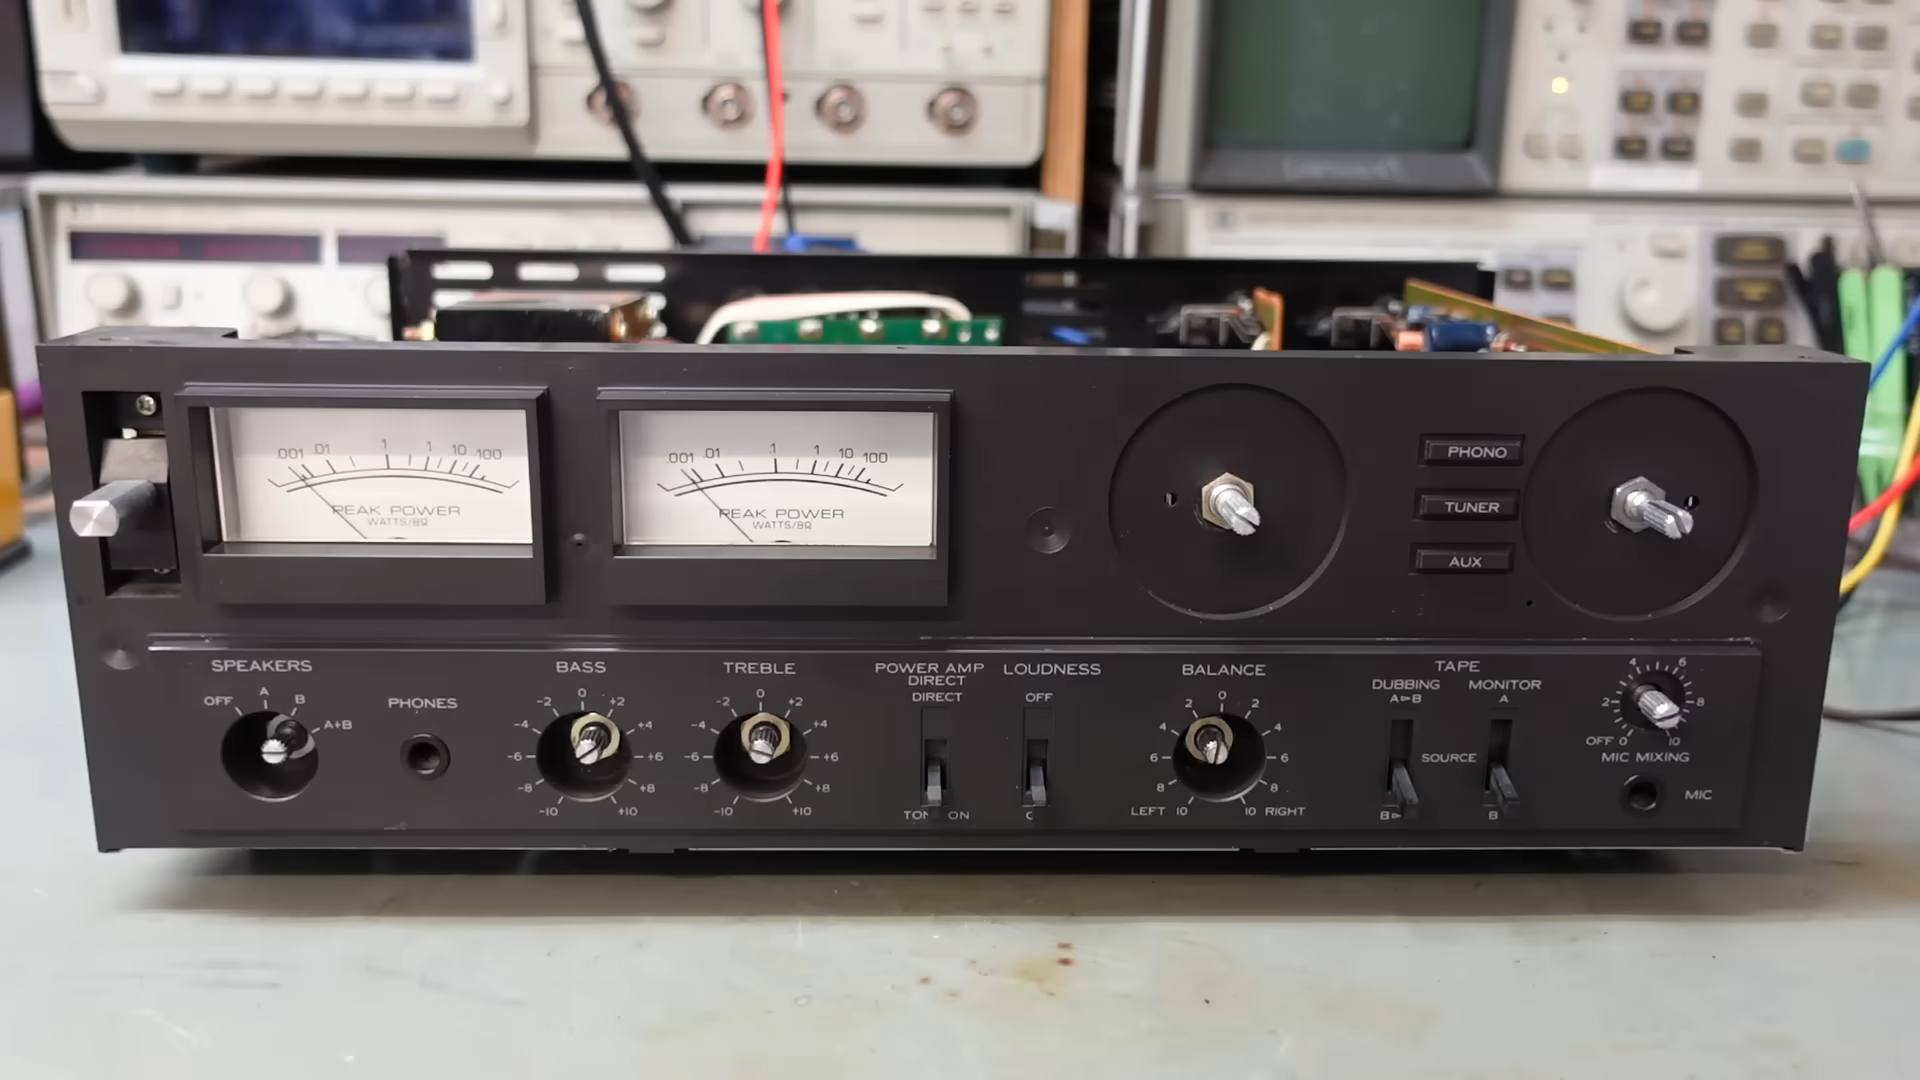 .001 .01 .1 1 10 100
PEAK POWER
WATTS/8Ω
.001 .01 .1 1 10 100
PEAK POWER
WATTS/8Ω
PHONO
TUNER
AUX
SPEAKERS
OFF A B A+B
PHONES
BASS
-10 -8 -6 -4 -2 0 +2 +4 +6 +8 +10
TREBLE
-10 -8 -6 -4 -2 0 +2 +4 +6 +8 +10
POWER AMP
DIRECT
DIRECT
ON
LOUDNESS
OFF
BALANCE
LEFT 10 8 6 4 2 0 2 4 6 8 10 RIGHT
TAPE
DUBBING
A▻B
B▻
MONITOR
A
SOURCE
B
OFF 0 2 4 6 8 10
MIC MIXING
MIC